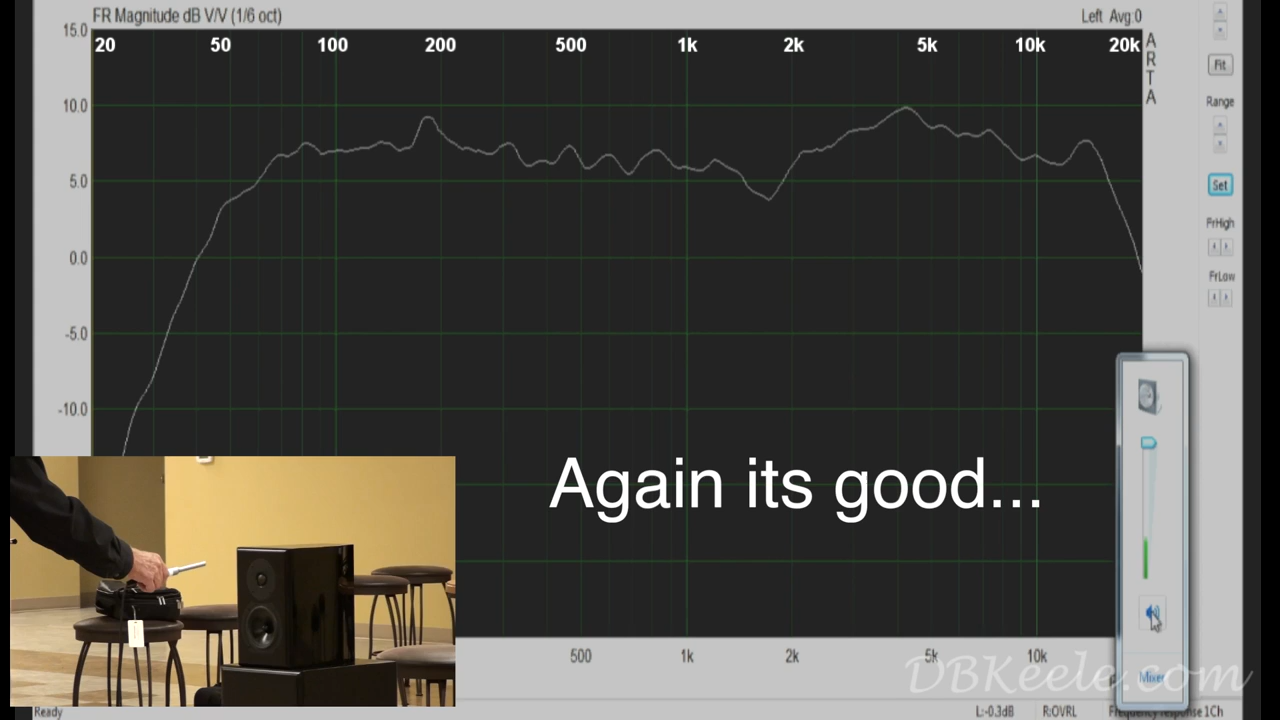 FR Magnitude dB V/V (1/6 oct)
Left Avg:0
15.0
20 50 100 200 500 1k 2k 5k 10k 20k
A
R
T
A
Fit
10.0
Range
5.0
Set
FrHigh
0.0
FrLow
-5.0
-10.0
Again its good...
500 1k 2k 5k 10k
DBKeele.com
Mixer
Ready
L:-0.3dB R:OVRL Frequency response 1Ch